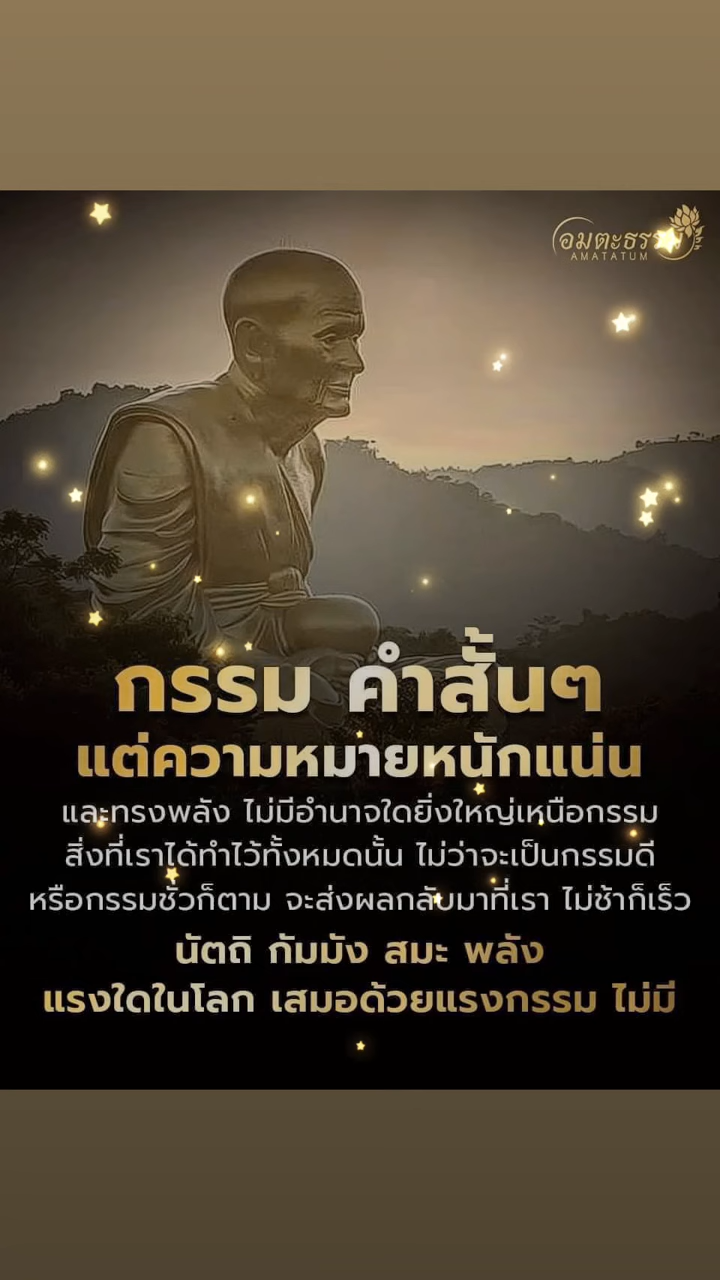 อมตะธรรม
AMATATUM
กรรม คำสั้นๆ
แต่ความหมายหนักแน่น
และทรงพลัง ไม่มีอำนาจใดยิ่งใหญ่เหนือกรรม
สิ่งที่เราได้ทำไว้ทั้งหมดนั้น ไม่ว่าจะเป็นกรรมดี
หรือกรรมชั่วก็ตาม จะส่งผลกลับมาที่เรา ไม่ช้าก็เร็ว
นัตถิ กัมมัง สมะ พลัง
แรงใดในโลก เสมอด้วยแรงกรรม ไม่มี